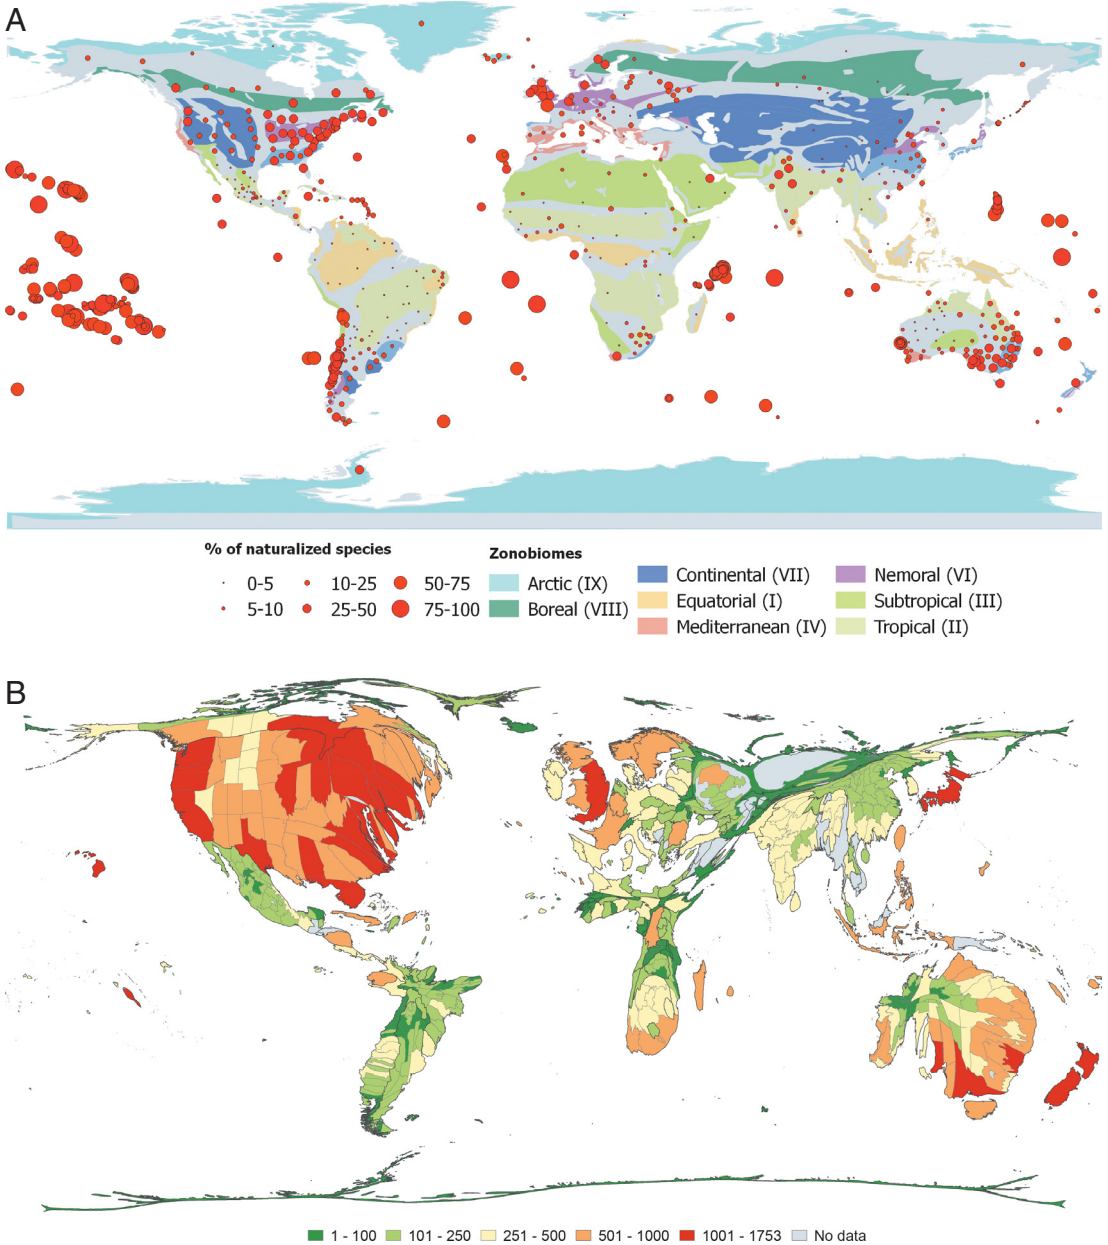 A
% of naturalized species
0-5 10-25 50-75
5-10 25-50 75-100
Zonobiomes
Arctic (IX) Continental (VII) Nemoral (VI)
Boreal (VIII) Equatorial (I) Subtropical (III)
Mediterranean (IV) Tropical (II)
B
1 - 100 101 - 250 251 - 500 501 - 1000 1001 - 1753 No data